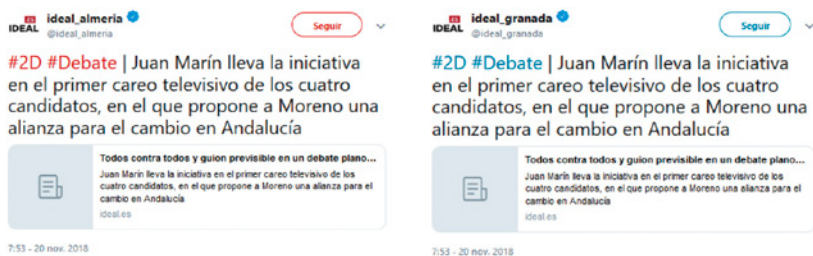 IDEAL ideal_almeria
@ideal_almeria
Seguir
#2D #Debate | Juan Marín lleva la iniciativa
en el primer careo televisivo de los cuatro
candidatos, en el que propone a Moreno una
alianza para el cambio en Andalucía
Todos contra todos y guion previsible en un debate plano...
Juan Marín lleva la iniciativa en el primer careo televisivo de los
cuatro candidatos, en el que propone a Moreno una alianza para el
cambio en Andalucía
ideal.es
7:53 - 20 nov. 2018
IDEAL ideal_granada
@ideal_granada
Seguir
#2D #Debate | Juan Marín lleva la iniciativa
en el primer careo televisivo de los cuatro
candidatos, en el que propone a Moreno una
alianza para el cambio en Andalucía
Todos contra todos y guion previsible en un debate plano...
Juan Marín lleva la iniciativa en el primer careo televisivo de los
cuatro candidatos, en el que propone a Moreno una alianza para el
cambio en Andalucía
ideal.es
7:53 - 20 nov. 2018